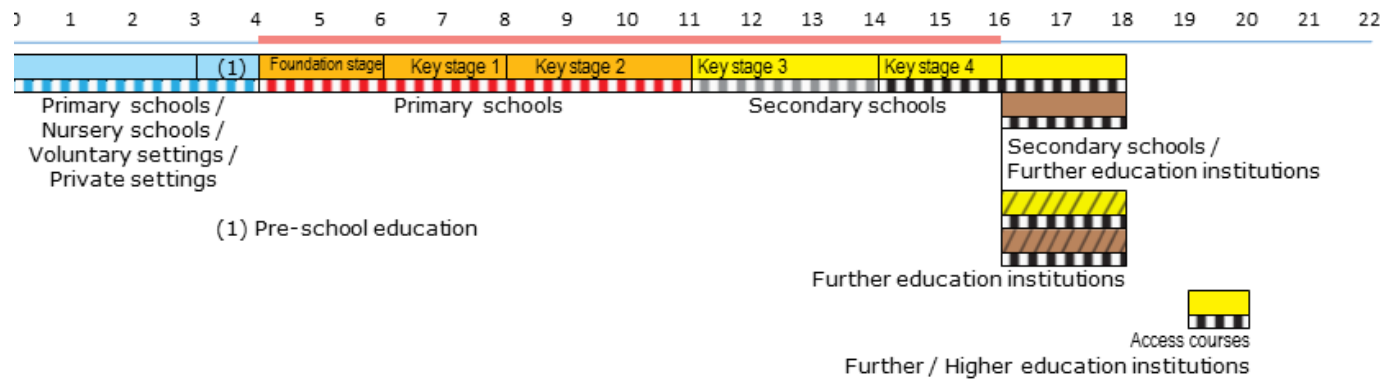 0 1 2 3 4 5 6 7 8 9 10 11 12 13 14 15 16 17 18 19 20 21 22
(1) Foundation stage Key stage 1 Key stage 2 Key stage 3 Key stage 4
Primary schools /
Nursery schools /
Voluntary settings /
Private settings
Primary schools
Secondary schools
Secondary schools /
Further education institutions
(1) Pre-school education
Further education institutions
Access courses
Further / Higher education institutions